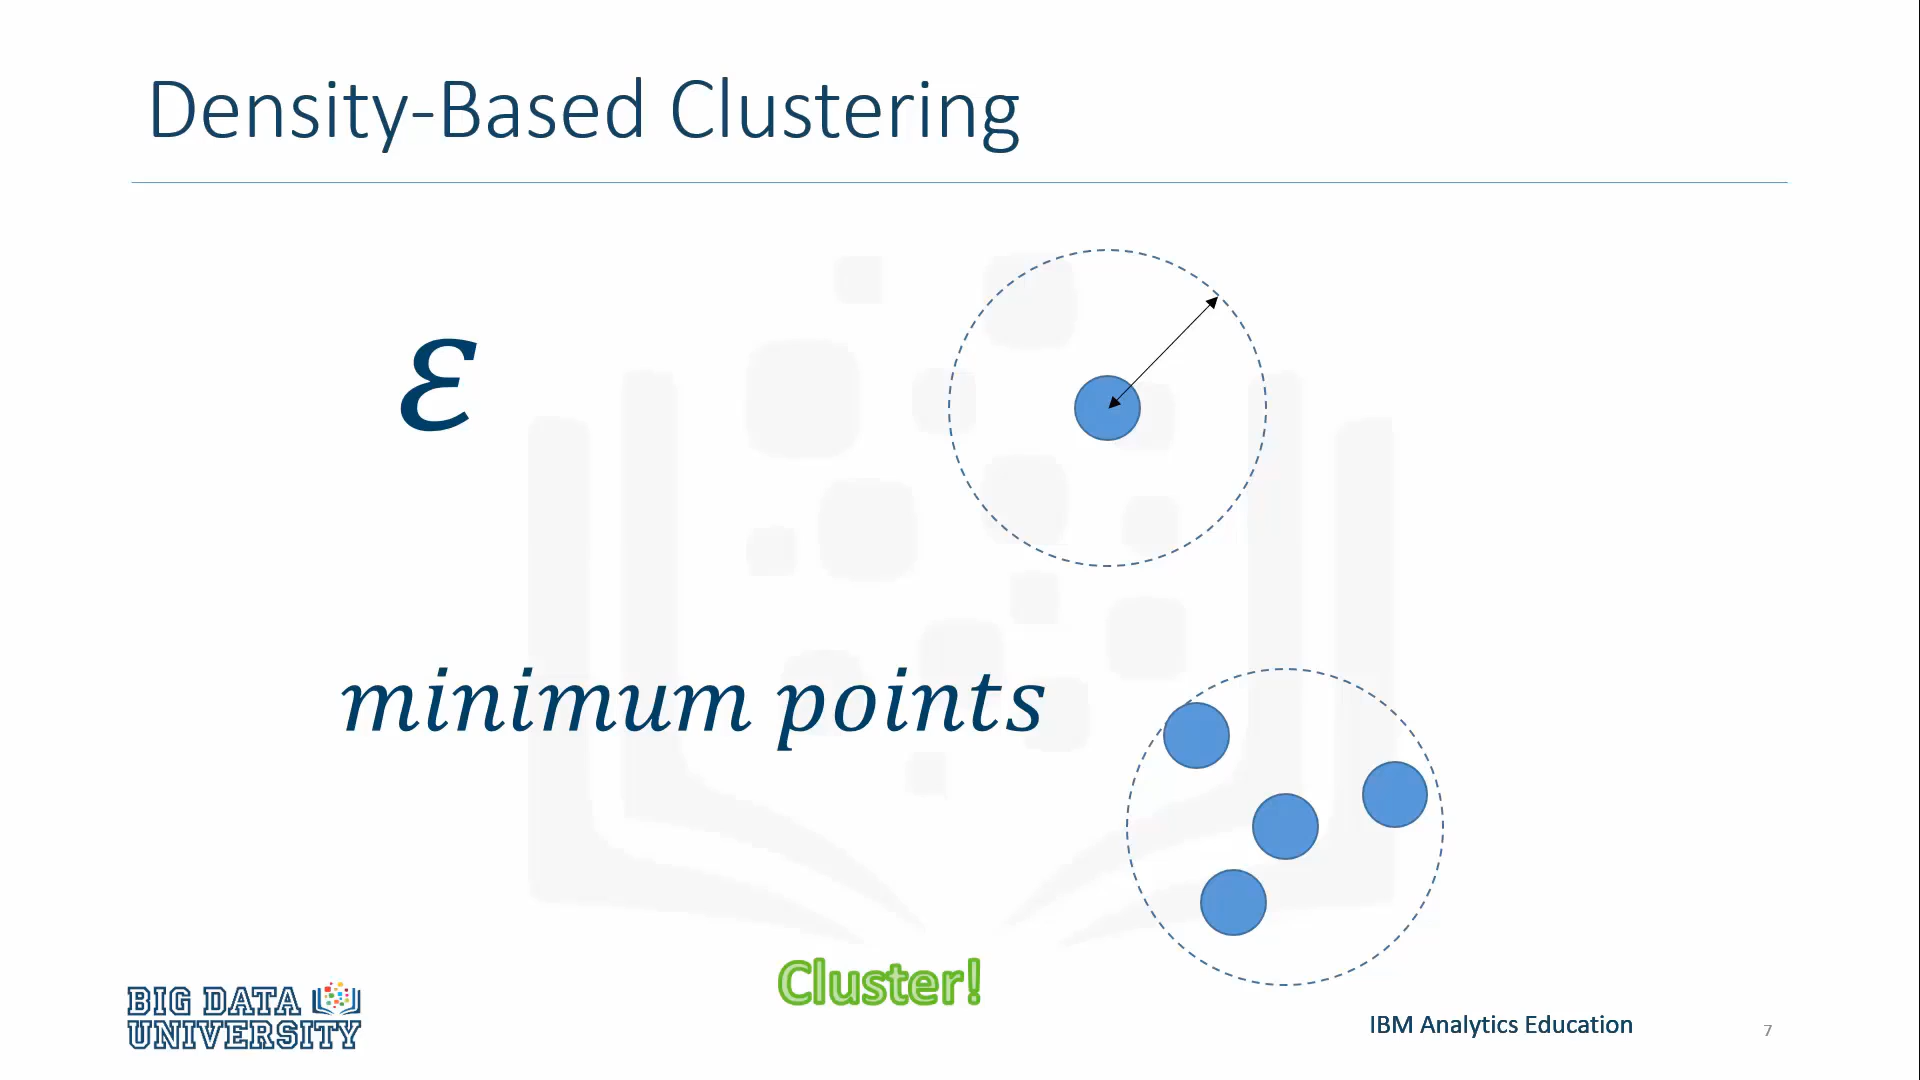 Density-Based Clustering
ε
minimum points
Cluster!
BIG DATA
UNIVERSITY
IBM Analytics Education
7